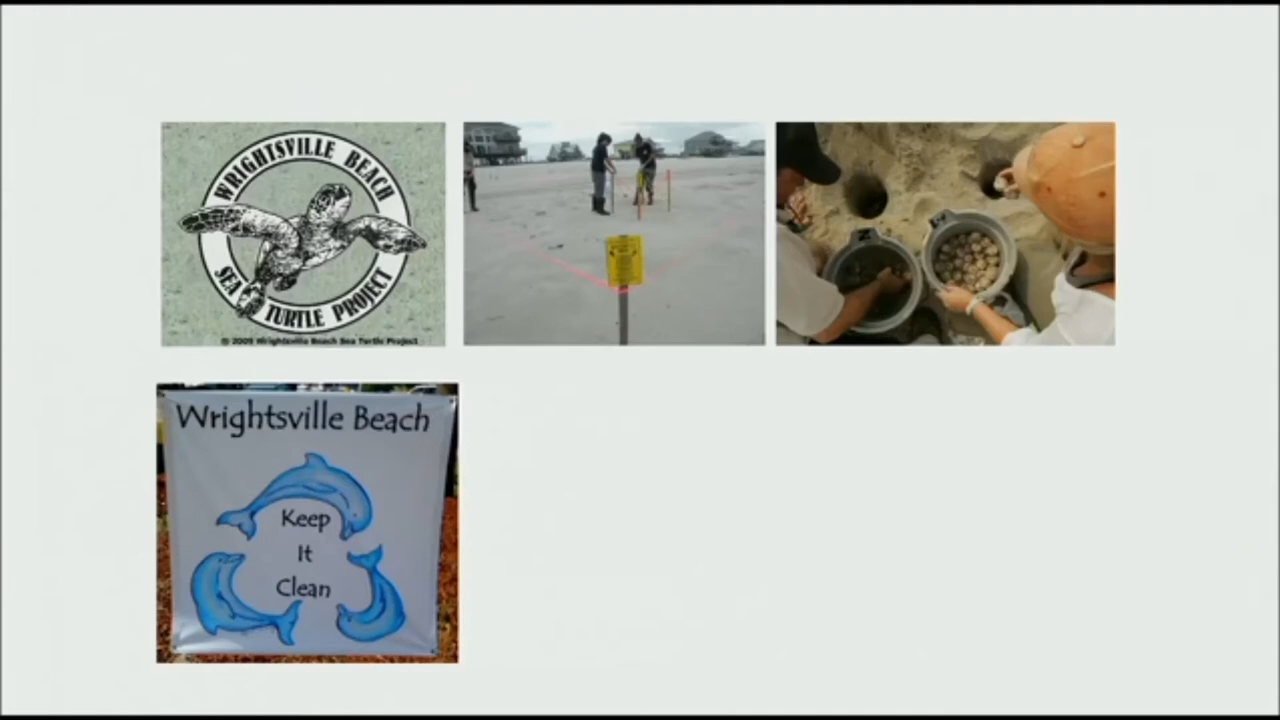 WRIGHTSVILLE BEACH
SEA TURTLE PROJECT
© 2009 Wrightsville Beach Sea Turtle Project
Wrightsville Beach
Keep
It
Clean